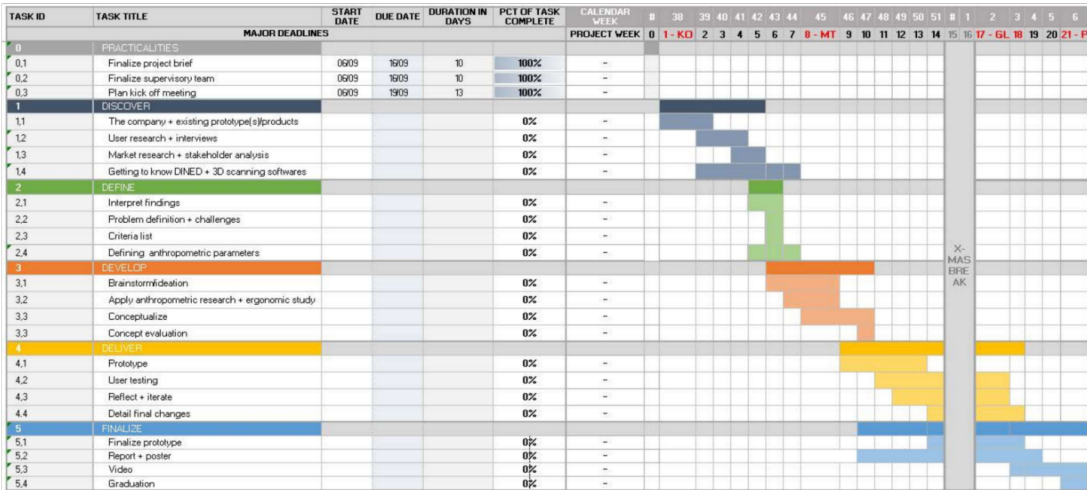 TASK ID TASK TITLE START DATE DUE DATE DURATION IN DAYS PCT OF TASK COMPLETE CALENDAR WEEK # 38 39 40 41 42 43 44 45 46 47 48 49 50 51 # 1 2 3 4 5 6
MAJOR DEADLINES PROJECT WEEK 0 1 - KO 2 3 4 5 6 7 8 - MT 9 10 11 12 13 14 15 16 17 - GL 18 19 20 21 - P
0 PRACTICALITIES
0,1 Finalize project brief 06/09 16/09 10 100% -
0,2 Finalize supervisory team 06/09 16/09 10 100% -
0,3 Plan kick off meeting 06/09 19/09 13 100% -
1 DISCOVER
1,1 The company + existing prototype(s)/products 0% -
1,2 User research + interviews 0% -
1,3 Market research + stakeholder analysis 0% -
1,4 Getting to know DINED + 3D scanning softwares 0% -
2 DEFINE
2,1 Interpret findings 0% -
2,2 Problem definition + challenges 0% -
2,3 Criteria list 0% -
2,4 Defining anthropometric parameters 0% -
X-MAS BREAK
3 DEVELOP
3,1 Brainstorm/ideation 0% -
3,2 Apply anthropometric research + ergonomic study 0% -
3,3 Conceptualize 0% -
3,3 Concept evaluation 0% -
4 DELIVER
4,1 Prototype 0% -
4,2 User testing 0% -
4,3 Reflect + iterate 0% -
4.4 Detail final changes 0% -
5 FINALIZE
5,1 Finalize prototype 0% -
5,2 Report + poster 0% -
5,3 Video 0% -
5,4 Graduation 0% -